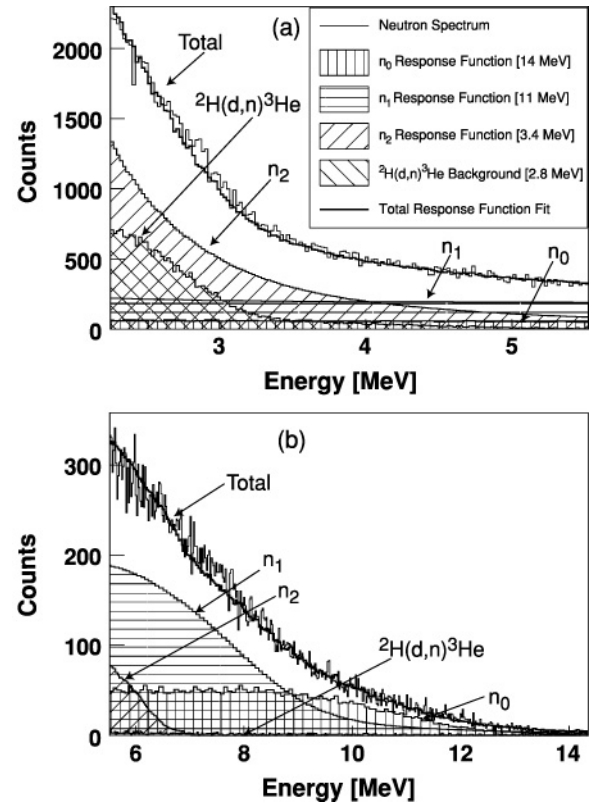 (a)
Total
²H(d,n)³He
n₂
n₁
n₀
Neutron Spectrum
n₀ Response Function [14 MeV]
n₁ Response Function [11 MeV]
n₂ Response Function [3.4 MeV]
²H(d,n)³He Background [2.8 MeV]
Total Response Function Fit
Counts
2200
1700
1300
1000
500
0
3
4
5
Energy [MeV]
(b)
Total
n₁
n₂
²H(d,n)³He
n₀
Counts
300
200
100
0
6
8
10
12
14
Energy [MeV]